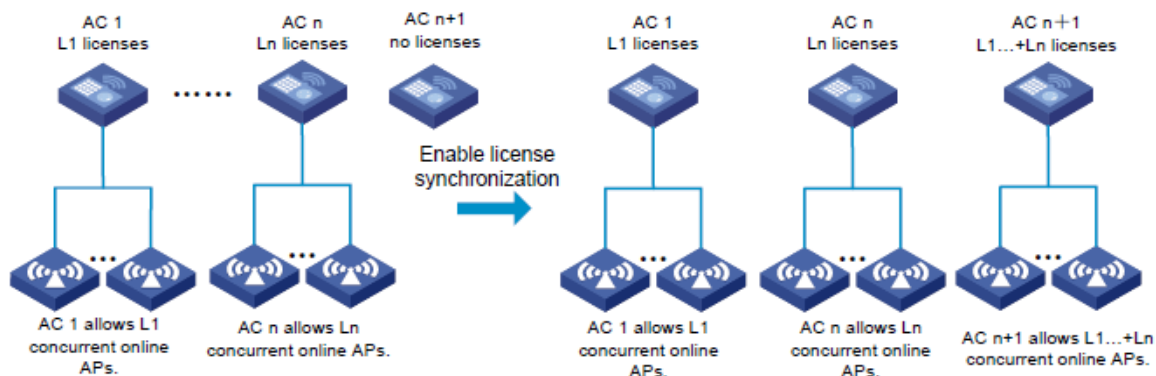 AC 1
L1 licenses
AC n
Ln licenses
AC n+1
no licenses
AC 1
L1 licenses
AC n
Ln licenses
AC n＋1
L1...+Ln licenses
......
Enable license
synchronization
...
...
...
...
...
AC 1 allows L1
concurrent online
APs.
AC n allows Ln
concurrent online APs.
AC 1 allows L1
concurrent online
APs.
AC n allows Ln
concurrent online
APs.
AC n+1 allows L1...+Ln
concurrent online APs.